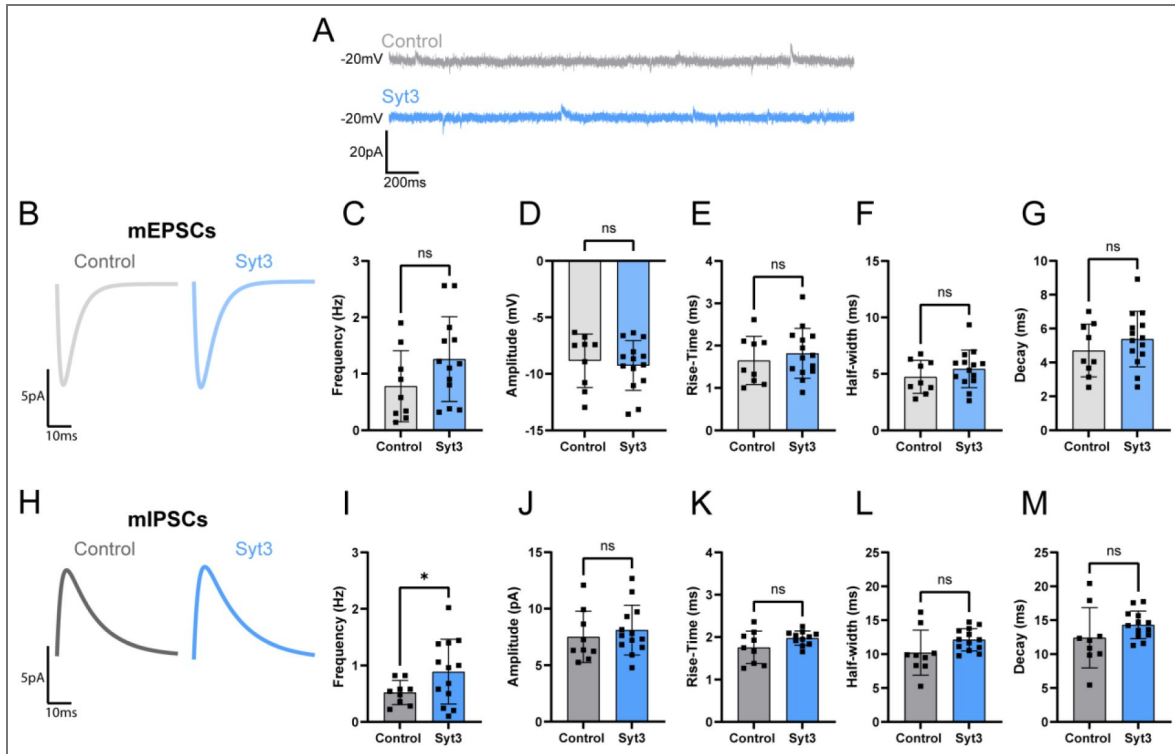 A
Control
-20mV
Syt3
-20mV
20pA
200ms
B
mEPSCs
Control
Syt3
5pA
10ms
C
ns
Frequency (Hz)
3
2
1
0
Control
Syt3
D
ns
Amplitude (mV)
0
-5
-10
-15
Control
Syt3
E
ns
Rise-Time (ms)
4
3
2
1
0
Control
Syt3
F
ns
Half-width (ms)
15
10
5
0
Control
Syt3
G
ns
Decay (ms)
10
8
6
4
2
0
Control
Syt3
H
mIPSCs
Control
Syt3
5pA
10ms
I
*
Frequency (Hz)
3
2
1
0
Control
Syt3
J
ns
Amplitude (pA)
15
10
5
0
Control
Syt3
K
ns
Rise-Time (ms)
4
3
2
1
0
Control
Syt3
L
ns
Half-width (ms)
25
20
15
10
5
0
Control
Syt3
M
ns
Decay (ms)
25
20
15
10
5
0
Control
Syt3